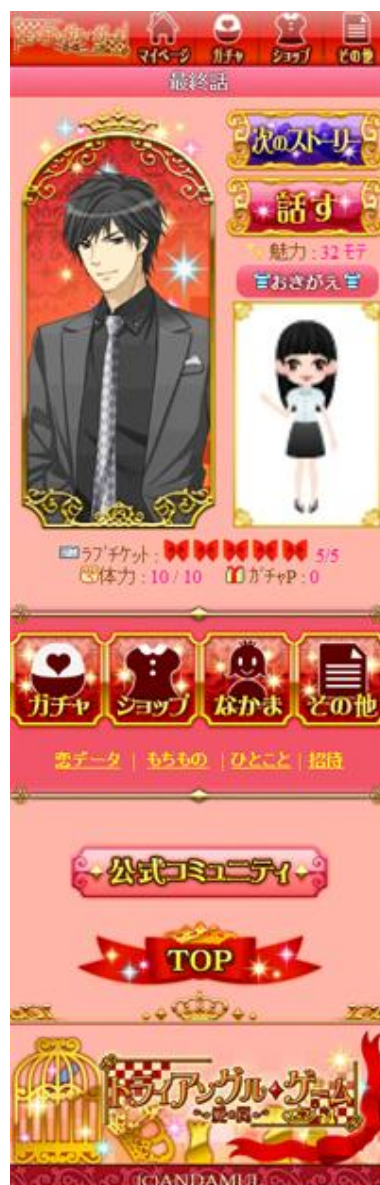 マイページ ガチャ ショップ その他
最終話
次のストーリー
話す
魅力：32 モテ
おきがえ
ラブチケット： 5/5
体力：10/10 ガチャP：0
ガチャ ショップ なかま その他
恋データ | もちもの | ひとこと | 招待
公式コミュニティ
TOP
トライアングル◆ゲーム
(C)ANDAMUL